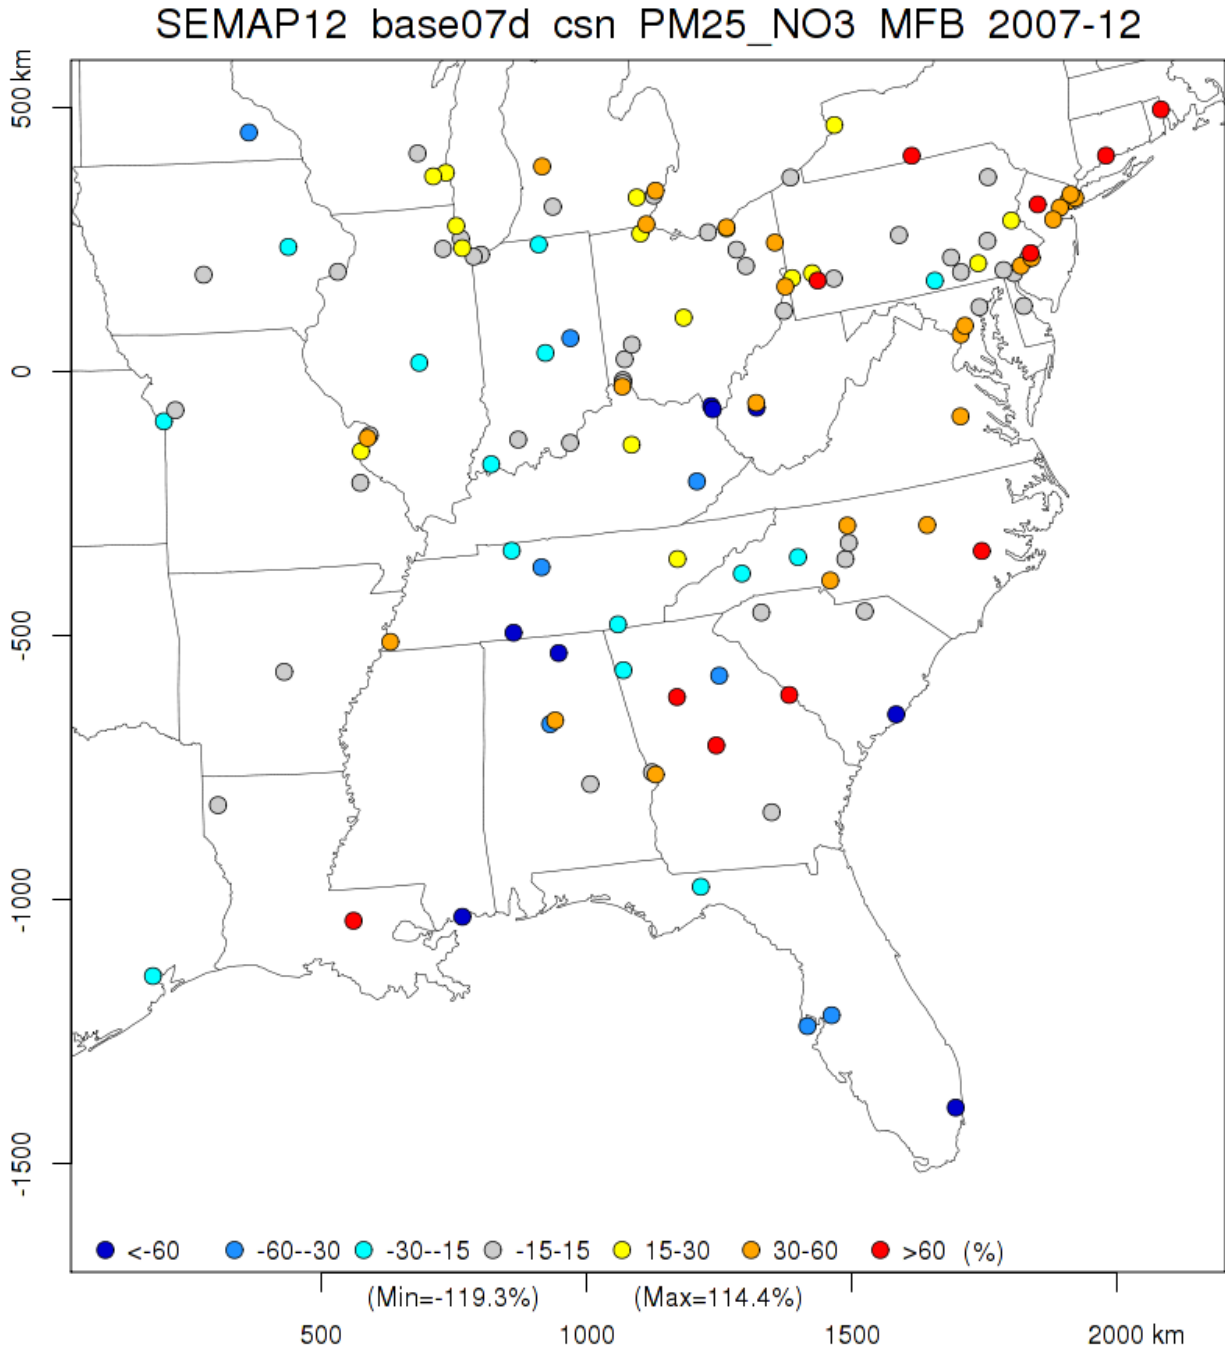 SEMAP12 base07d csn PM25_NO3 MFB 2007-12
500 km
0
-500
-1000
-1500
<-60 -60--30 -30--15 -15-15 15-30 30-60 >60 (%)
(Min=-119.3%) (Max=114.4%)
500 1000 1500 2000 km